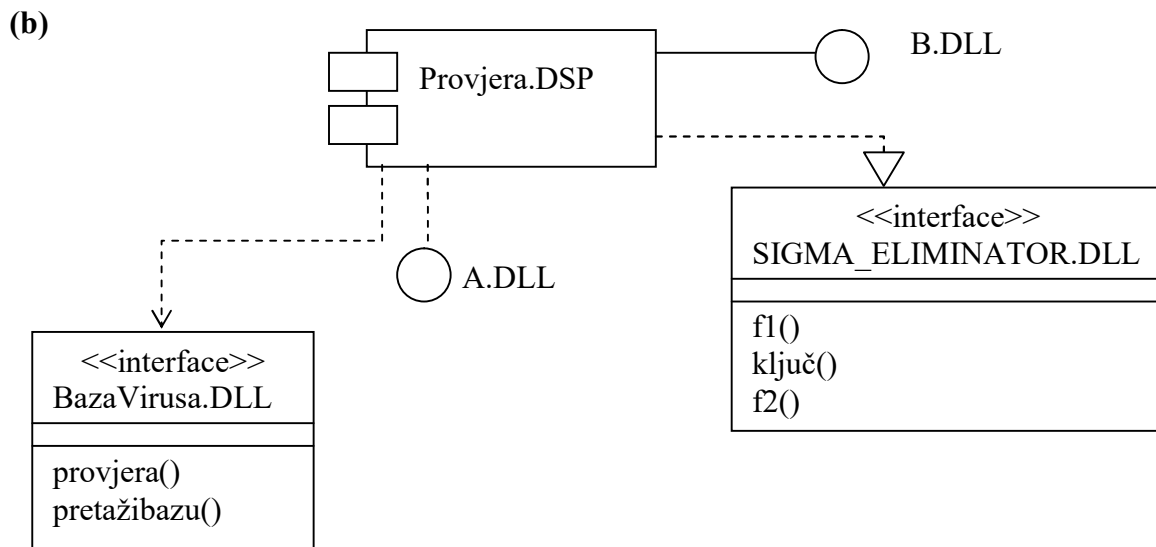 (b)
B.DLL
Provjera.DSP
<<interface>>
SIGMA_ELIMINATOR.DLL
A.DLL
f1()
ključ()
f2()
<<interface>>
BazaVirusa.DLL
provjera()
pretažibazu()